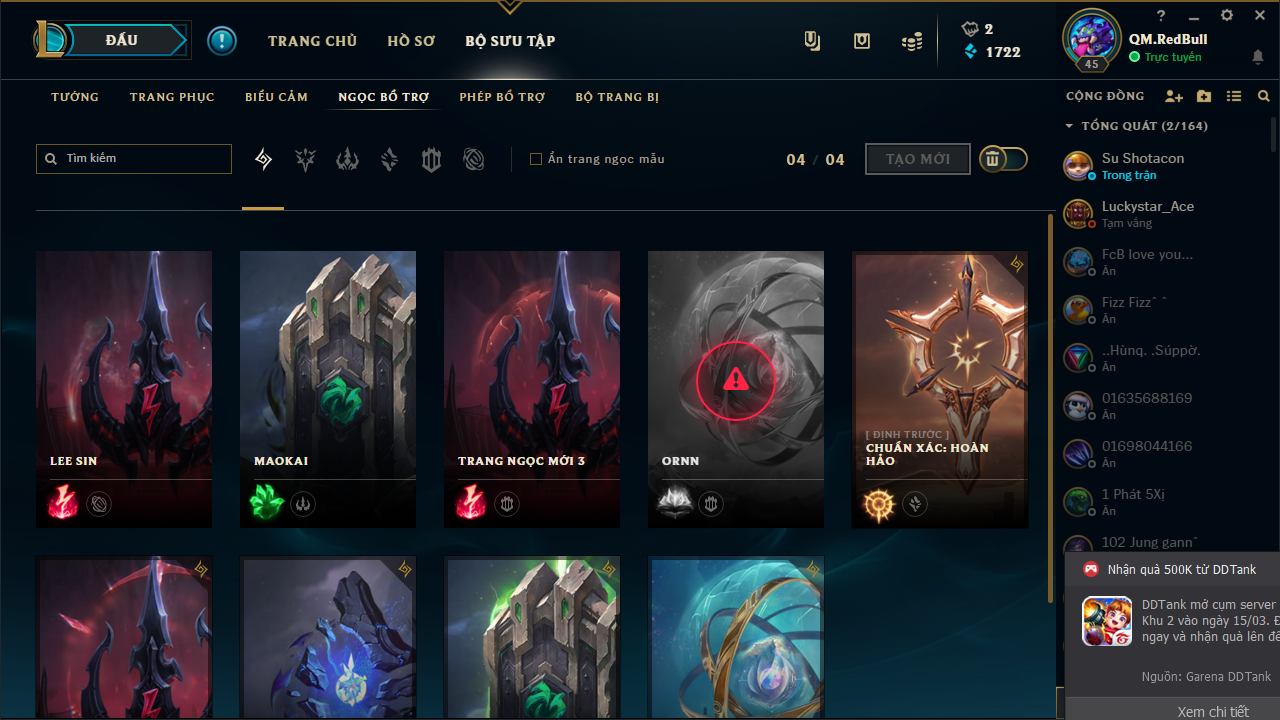 ĐẤU
TRANG CHỦ
HỒ SƠ
BỘ SƯU TẬP
2
1722
45
QM.RedBull
Trực tuyến
TƯỚNG
TRANG PHỤC
BIỂU CẢM
NGỌC BỔ TRỢ
PHÉP BỔ TRỢ
BỘ TRANG BỊ
Tìm kiếm
Ẩn trang ngọc mẫu
04 / 04
TẠO MỚI
LEE SIN
MAOKAI
TRANG NGỌC MỚI 3
ORNN
[ ĐỊNH TRƯỚC ]
CHUẨN XÁC: HOÀN
HẢO
CỘNG ĐỒNG
TỔNG QUÁT (2/164)
Su Shotacon
Trong trận
Luckystar_Ace
Tạm vắng
FcB love you...
Ẩn
Fizz Fizzˆ ˆ
Ẩn
..Hùnq. .Súppờ.
Ẩn
01635688169
Ẩn
01698044166
Ẩn
1 Phát 5Xị
Ẩn
102 Jung gannˆ
Nhận quà 500K từ DDTank
DDTank mở cụm server
Khu 2 vào ngày 15/03. Đ
ngay và nhận quà lên đế
Nguồn: Garena DDTank
Xem chi tiết